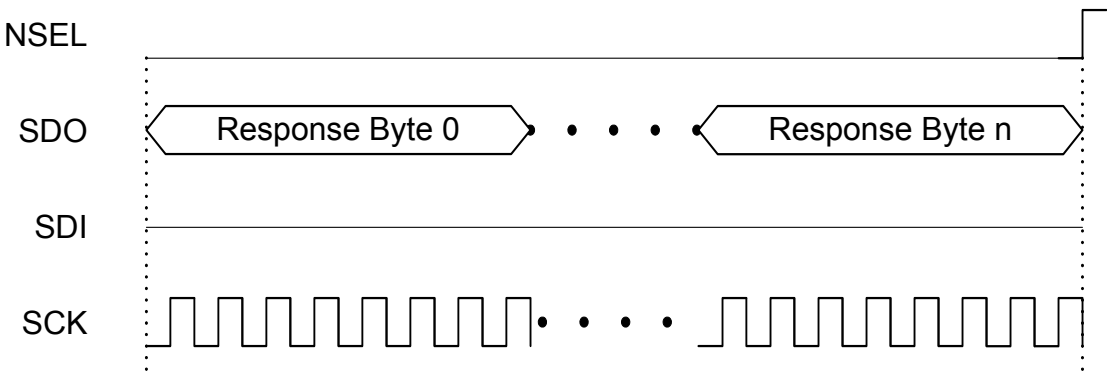 NSEL
SDO Response Byte 0 Response Byte n
SDI
SCK